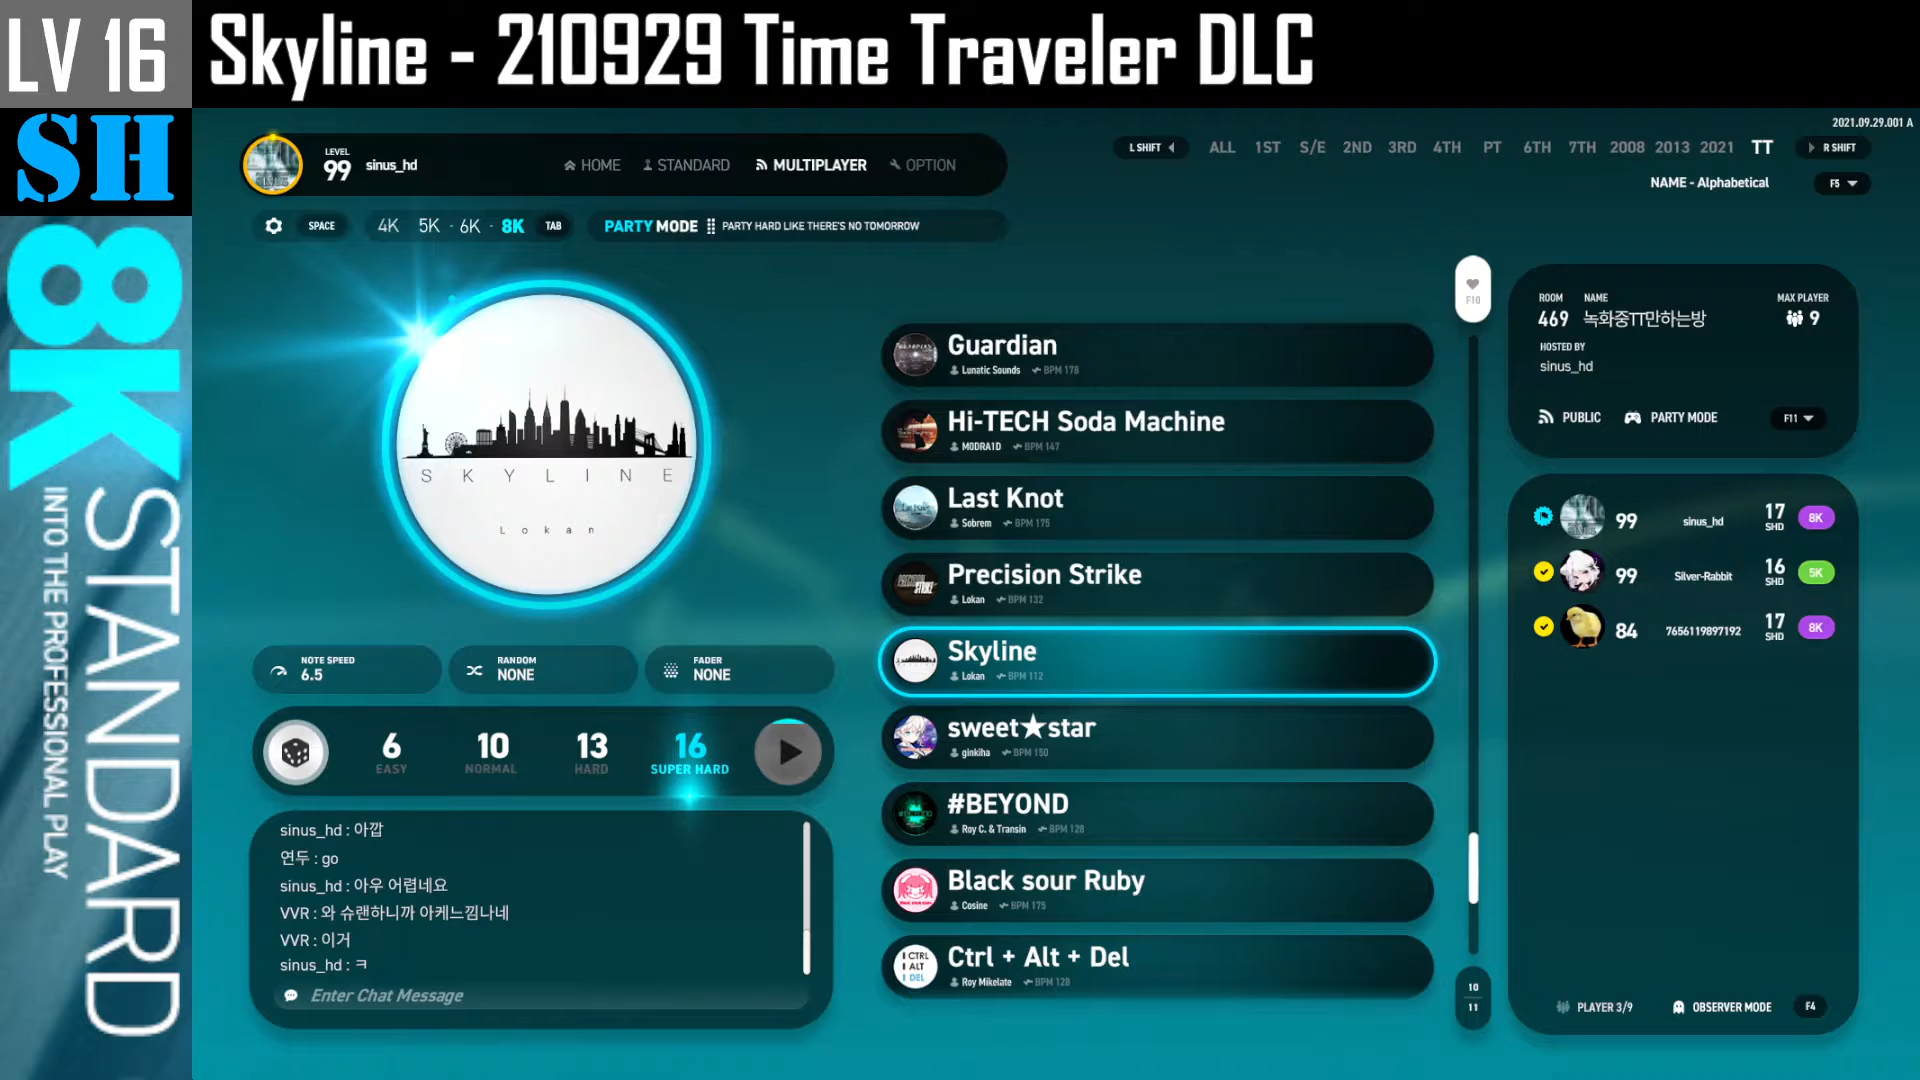 LV 16
Skyline - 210929 Time Traveler DLC
SH
8K STANDARD
INTO THE PROFESSIONAL PLAY
2021.09.29.001 A
LEVEL
99
sinus_hd
HOME
STANDARD
MULTIPLAYER
OPTION
L SHIFT
ALL 1ST S/E 2ND 3RD 4TH PT 6TH 7TH 2008 2013 2021 TT
R SHIFT
NAME - Alphabetical
F5
SPACE
4K 5K 6K 8K TAB
PARTY MODE PARTY HARD LIKE THERE'S NO TOMORROW
SKYLINE
Lokan
NOTE SPEED
6.5
RANDOM
NONE
FADER
NONE
6 10 13 16
EASY NORMAL HARD SUPER HARD
sinus_hd : 아깝
연두 : go
sinus_hd : 아우 어렵네요
VVR : 와 슈랜하니까 아케느낌나네
VVR : 이거
sinus_hd : ㅋ
Enter Chat Message
Guardian
Lunatic Sounds BPM 178
Hi-TECH Soda Machine
M0DRA1D BPM 147
Last Knot
Sobrem BPM 175
PRECISION STRIKE
Precision Strike
Lokan BPM 132
Skyline
Lokan BPM 112
sweet★star
ginkiha BPM 150
#BEYOND
Roy C. & Transin BPM 128
Black sour Ruby
Cosine BPM 175
CTRL
ALT
DEL
Ctrl + Alt + Del
Roy Mikelate BPM 128
F10
10
11
ROOM NAME MAX PLAYER
469 녹화중TT만하는방 9
HOSTED BY
sinus_hd
PUBLIC PARTY MODE F11
99 sinus_hd 17 SHD 8K
99 Silver-Rabbit 16 SHD 5K
84 7656119897192 17 SHD 8K
PLAYER 3/9 OBSERVER MODE F4